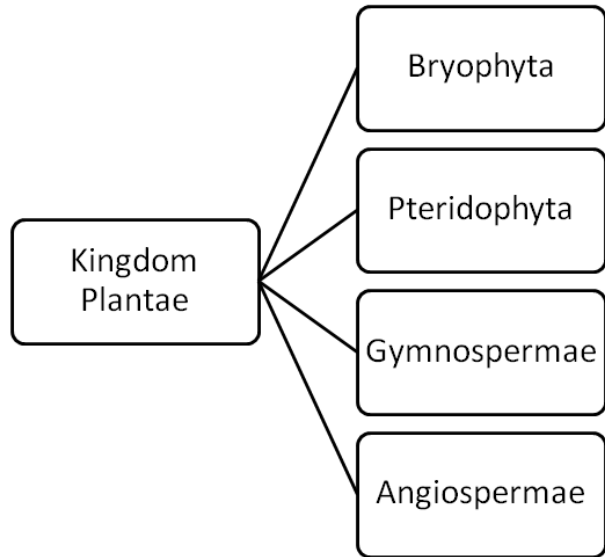 Bryophyta
Pteridophyta
Kingdom
Plantae
Gymnospermae
Angiospermae